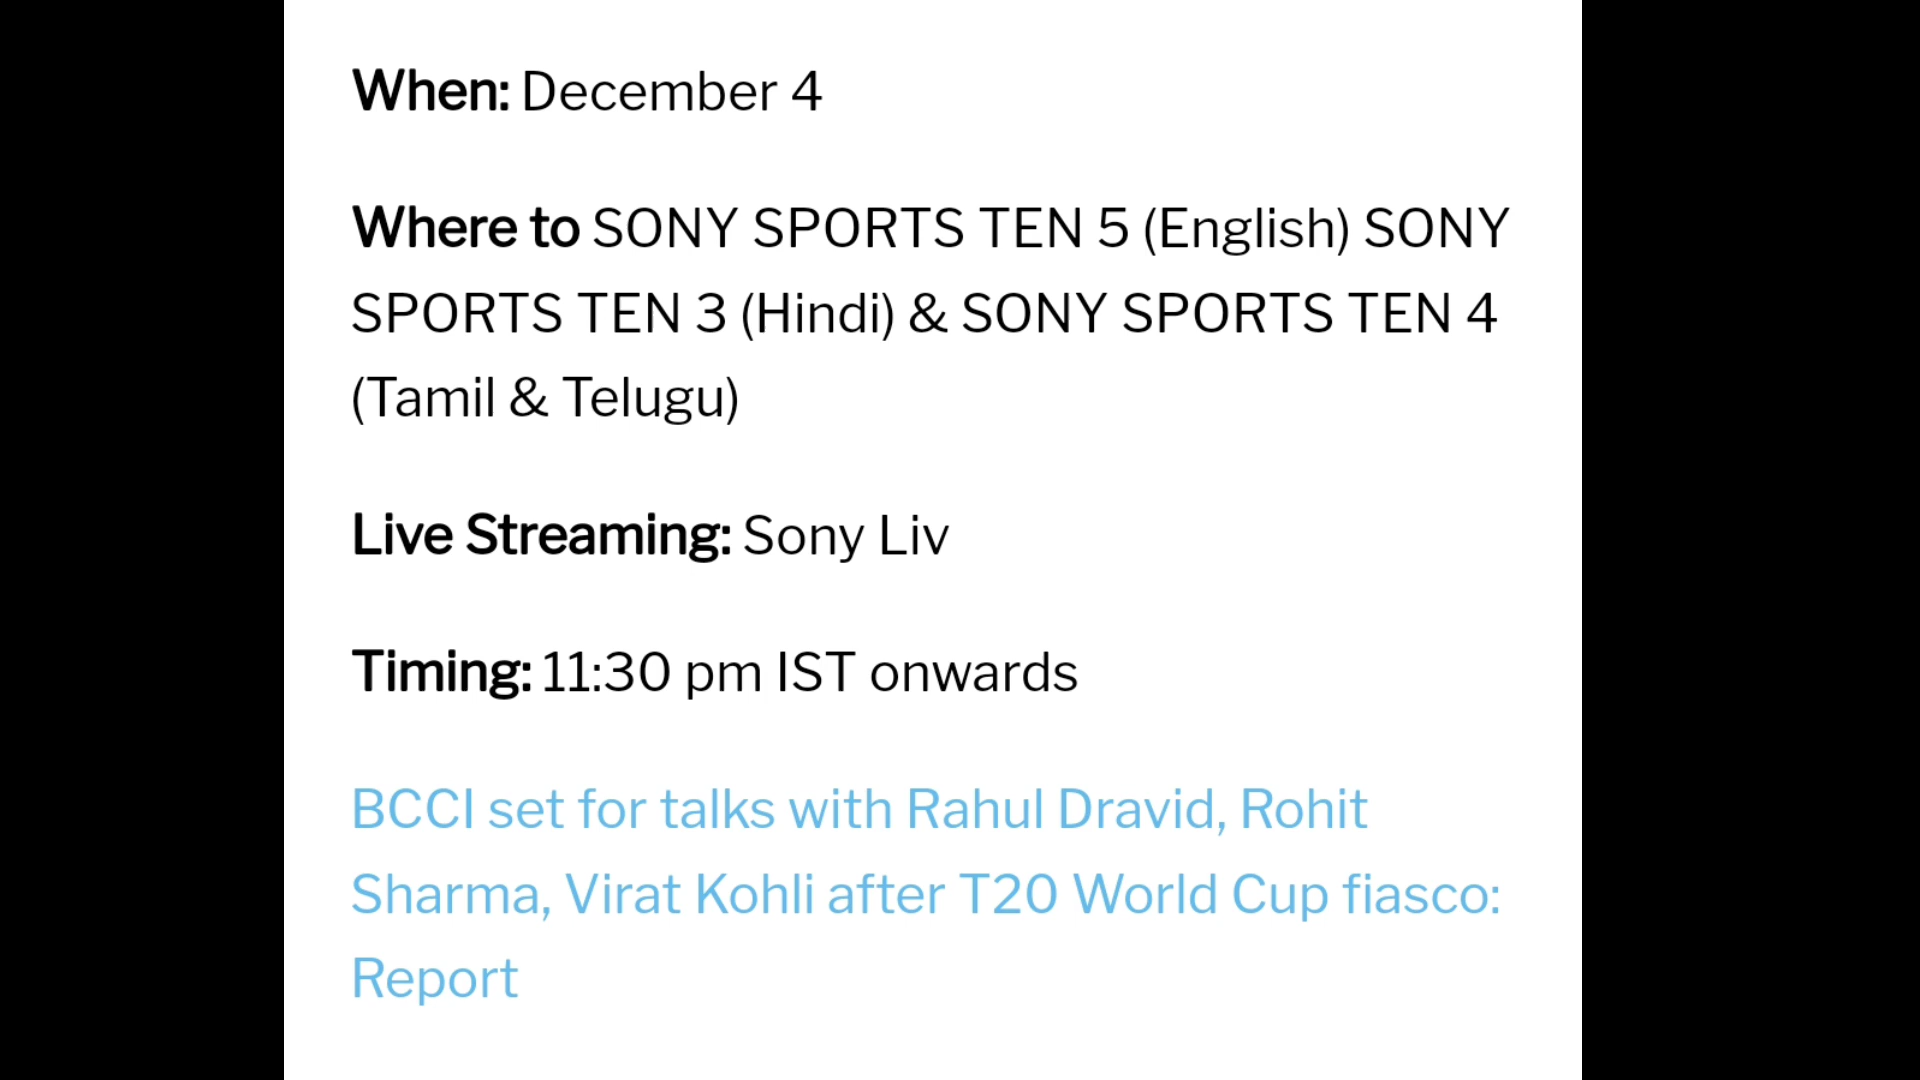 When: December 4
Where to SONY SPORTS TEN 5 (English) SONY
SPORTS TEN 3 (Hindi) & SONY SPORTS TEN 4
(Tamil & Telugu)
Live Streaming: Sony Liv
Timing: 11:30 pm IST onwards
BCCI set for talks with Rahul Dravid, Rohit
Sharma, Virat Kohli after T20 World Cup fiasco:
Report